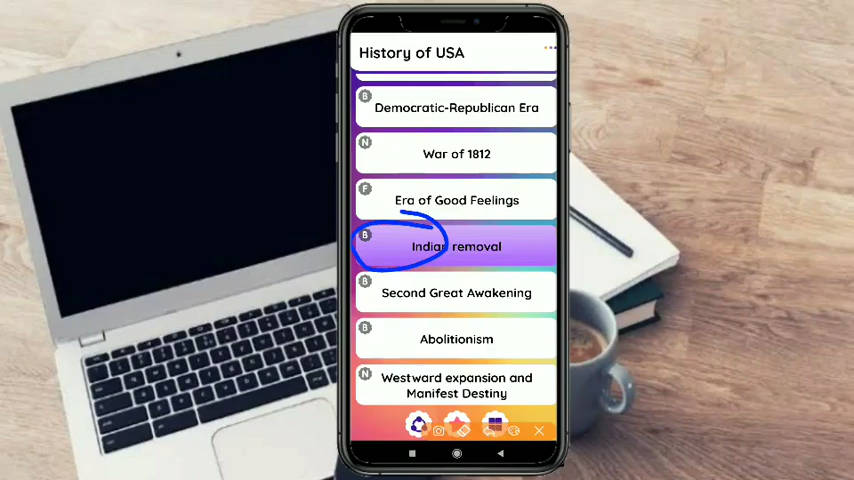 History of USA
B
Democratic-Republican Era
N
War of 1812
F
Era of Good Feelings
B
Indian removal
B
Second Great Awakening
B
Abolitionism
N
Westward expansion and
Manifest Destiny